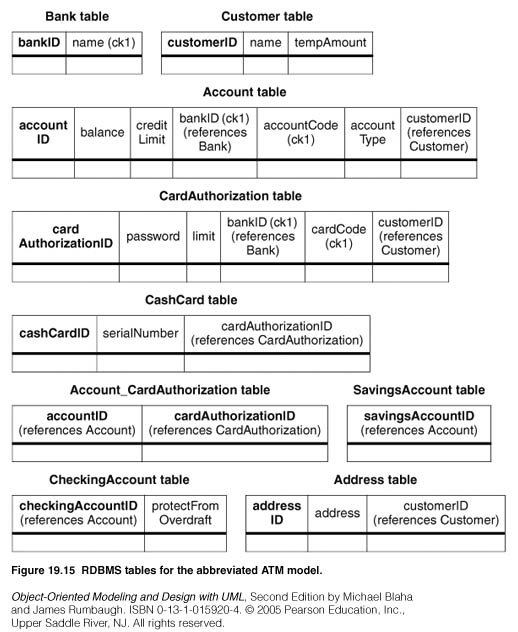 Bank table
bankID name (ck1)
Customer table
customerID name tempAmount
Account table
account
ID
balance
credit
Limit
bankID (ck1)
(references
Bank)
accountCode
(ck1)
account
Type
customerID
(references
Customer)
CardAuthorization table
card
AuthorizationID
password
limit
bankID (ck1)
(references
Bank)
cardCode
(ck1)
customerID
(references
Customer)
CashCard table
cashCardID
serialNumber
cardAuthorizationID
(references CardAuthorization)
Account_CardAuthorization table
accountID
(references Account)
cardAuthorizationID
(references CardAuthorization)
SavingsAccount table
savingsAccountID
(references Account)
CheckingAccount table
checkingAccountID
(references Account)
protectFrom
Overdraft
Address table
address
ID
address
customerID
(references Customer)
Figure 19.15 RDBMS tables for the abbreviated ATM model.
Object-Oriented Modeling and Design with UML, Second Edition by Michael Blaha
and James Rumbaugh. ISBN 0-13-1-015920-4. © 2005 Pearson Education, Inc.,
Upper Saddle River, NJ. All rights reserved.